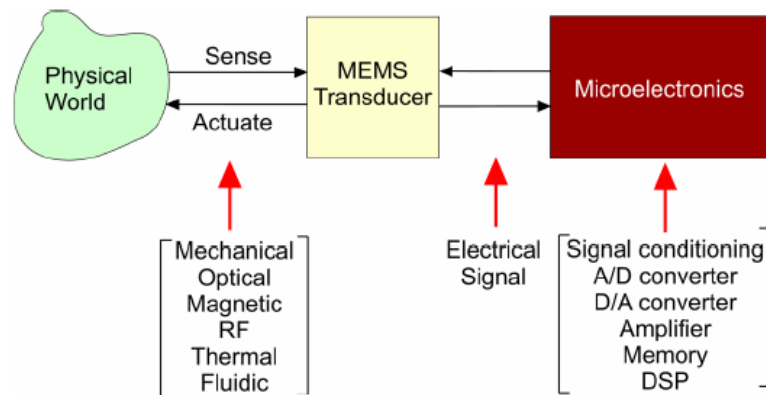 Physical
World
Sense
Actuate
MEMS
Transducer
Microelectronics
Mechanical
Optical
Magnetic
RF
Thermal
Fluidic
Electrical
Signal
Signal conditioning
A/D converter
D/A converter
Amplifier
Memory
DSP